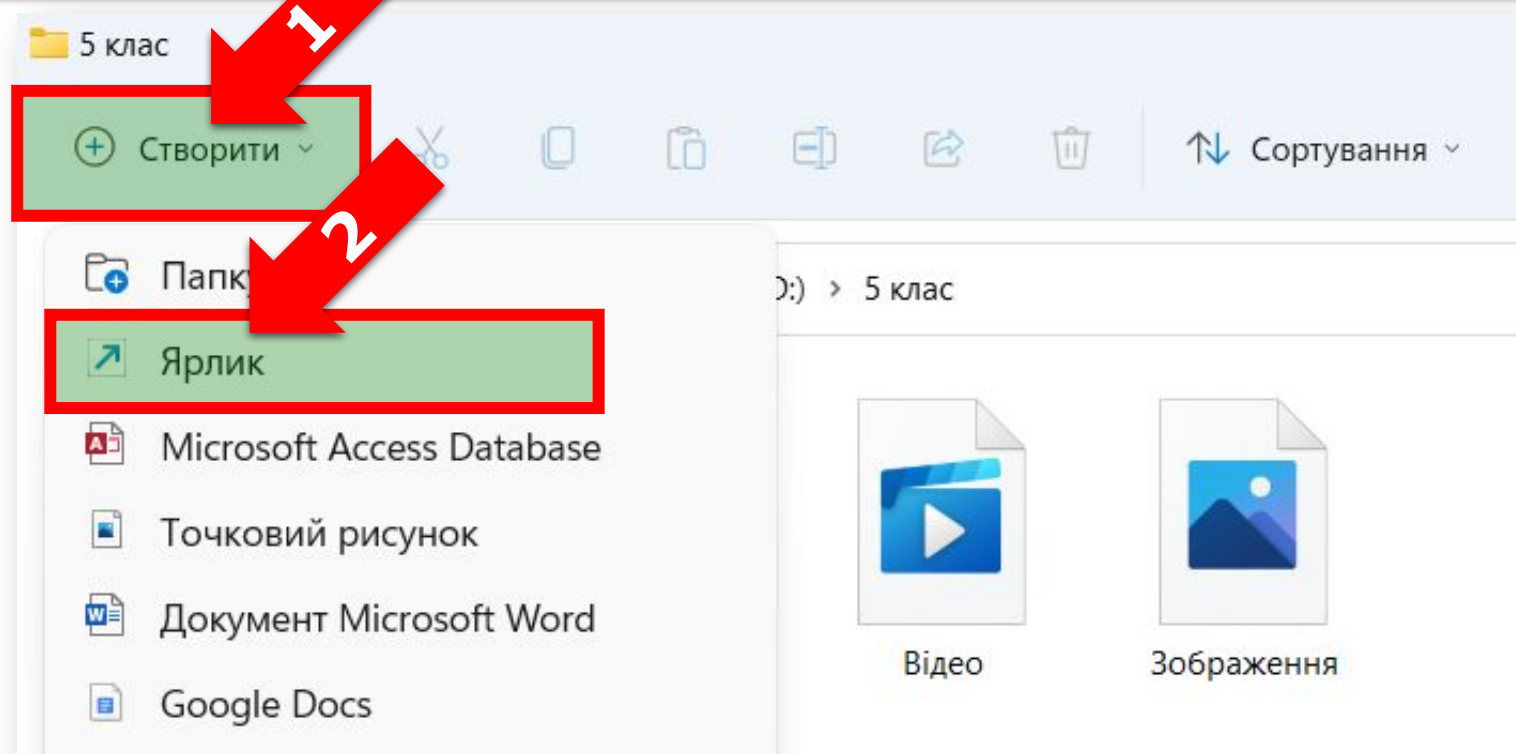 5 клас
1
Створити
Сортування
2
Папку
D:) > 5 клас
Ярлик
Microsoft Access Database
Точковий рисунок
Документ Microsoft Word
Google Docs
Відео
Зображення